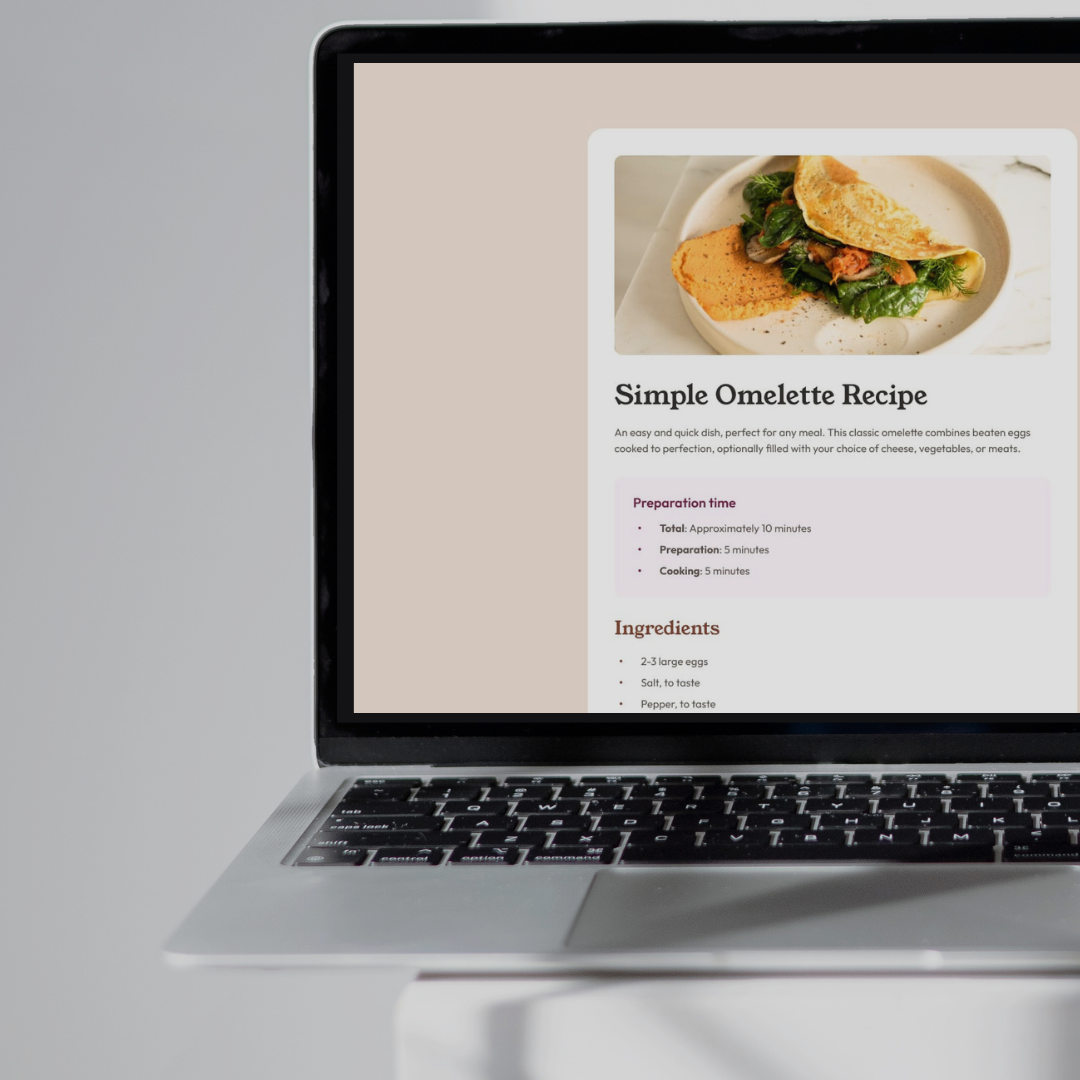 Simple Omelette Recipe
An easy and quick dish, perfect for any meal. This classic omelette combines beaten eggs
cooked to perfection, optionally filled with your choice of cheese, vegetables, or meats.
Preparation time
• Total: Approximately 10 minutes
• Preparation: 5 minutes
• Cooking: 5 minutes
Ingredients
• 2-3 large eggs
• Salt, to taste
• Pepper, to taste
esc
tab Q W E R T Y U I O
caps lock A S D F G H J K L
shift Z X C V B N M
fn control option command command